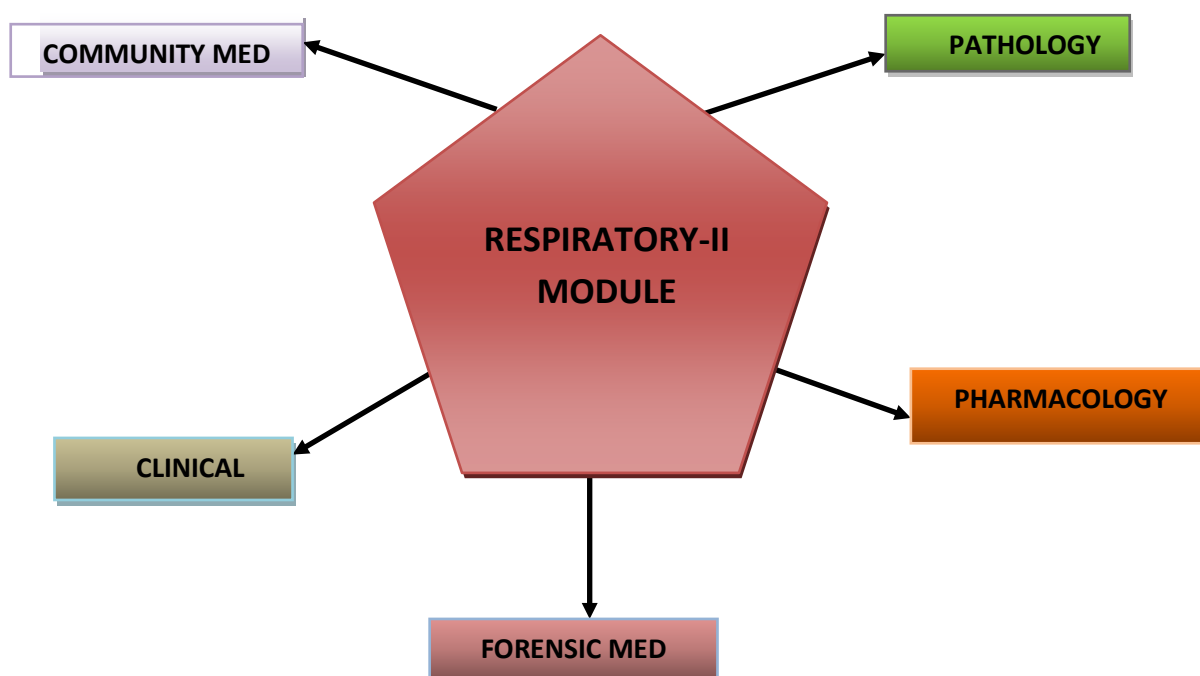 COMMUNITY MED
PATHOLOGY
RESPIRATORY-II
MODULE
PHARMACOLOGY
CLINICAL
FORENSIC MED